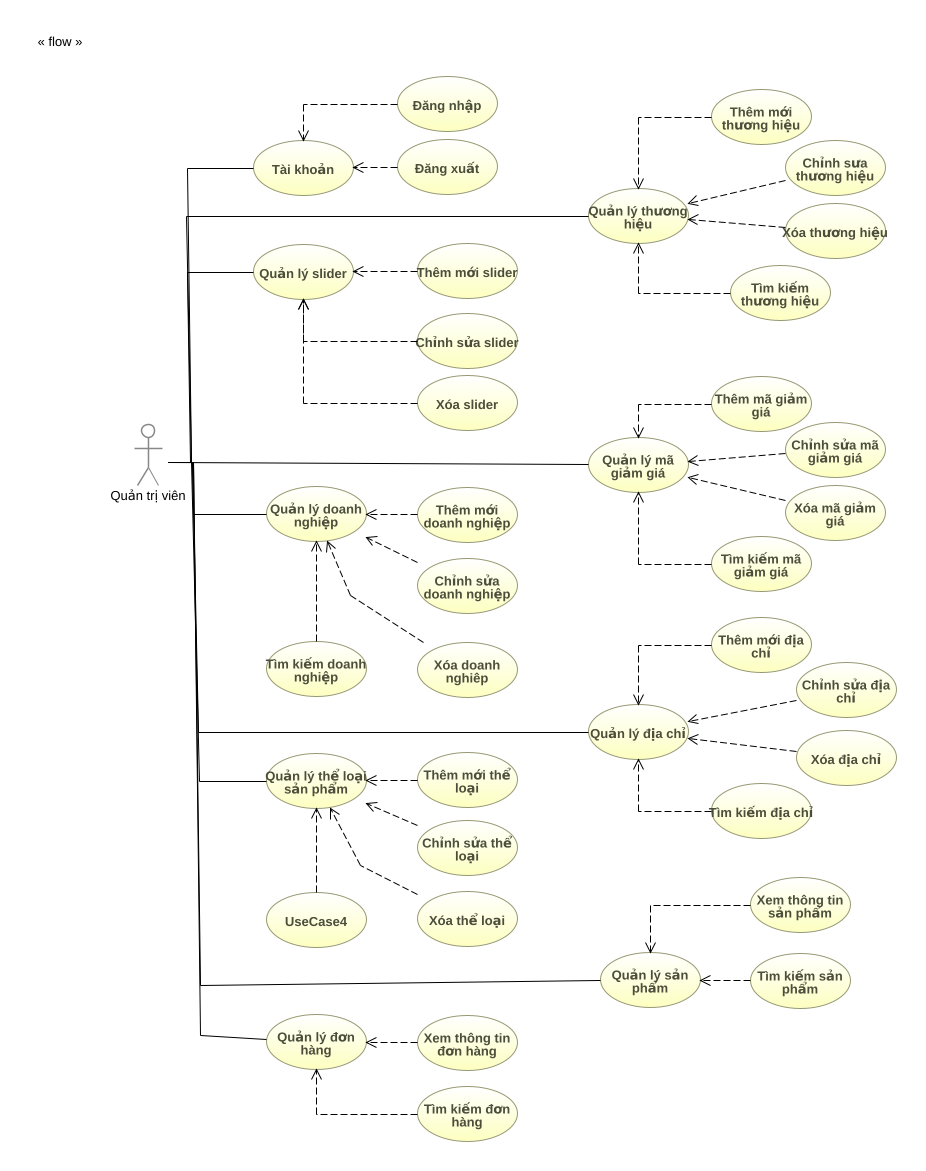 « flow »
Đăng nhập
Tài khoản
Đăng xuất
Quản lý slider
Thêm mới slider
Chỉnh sửa slider
Xóa slider
Quản trị viên
Quản lý doanh
nghiệp
Thêm mới
doanh nghiệp
Chỉnh sửa
doanh nghiệp
Tìm kiếm doanh
nghiệp
Xóa doanh
nghiêp
Quản lý thể loại
sản phẩm
Thêm mới thể
loại
Chỉnh sửa thể
loại
UseCase4
Xóa thể loại
Quản lý đơn
hàng
Xem thông tin
đơn hàng
Tìm kiếm đơn
hàng
Thêm mới
thương hiệu
Chỉnh sưa
thương hiệu
Quản lý thương
hiệu
Xóa thương hiệu
Tìm kiếm
thương hiệu
Thêm mã giảm
giá
Chỉnh sửa mã
giảm giá
Quản lý mã
giảm giá
Xóa mã giảm
giá
Tìm kiếm mã
giảm giá
Thêm mới địa
chỉ
Chỉnh sửa địa
chỉ
Quản lý địa chỉ
Xóa địa chỉ
Tìm kiếm địa chỉ
Xem thông tin
sản phẩm
Quản lý sản
phẩm
Tìm kiếm sản
phẩm